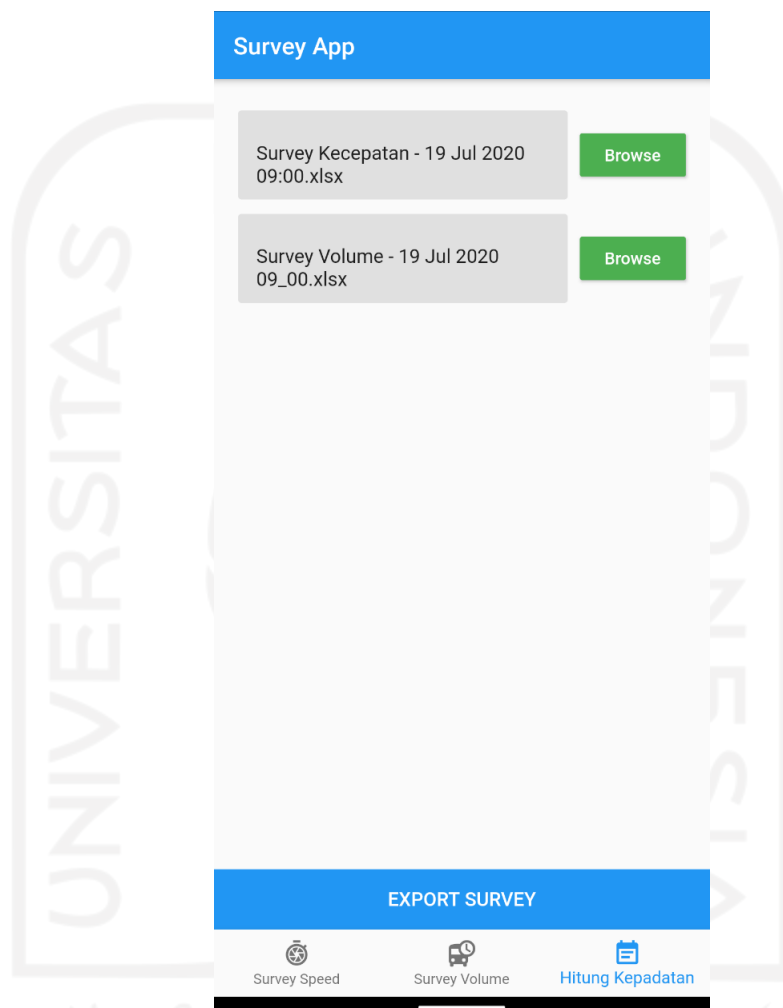 Survey App
Survey Kecepatan - 19 Jul 2020
09:00.xlsx
Browse
Survey Volume - 19 Jul 2020
09_00.xlsx
Browse
EXPORT SURVEY
Survey Speed
Survey Volume
Hitung Kepadatan
UNIVERSITAS